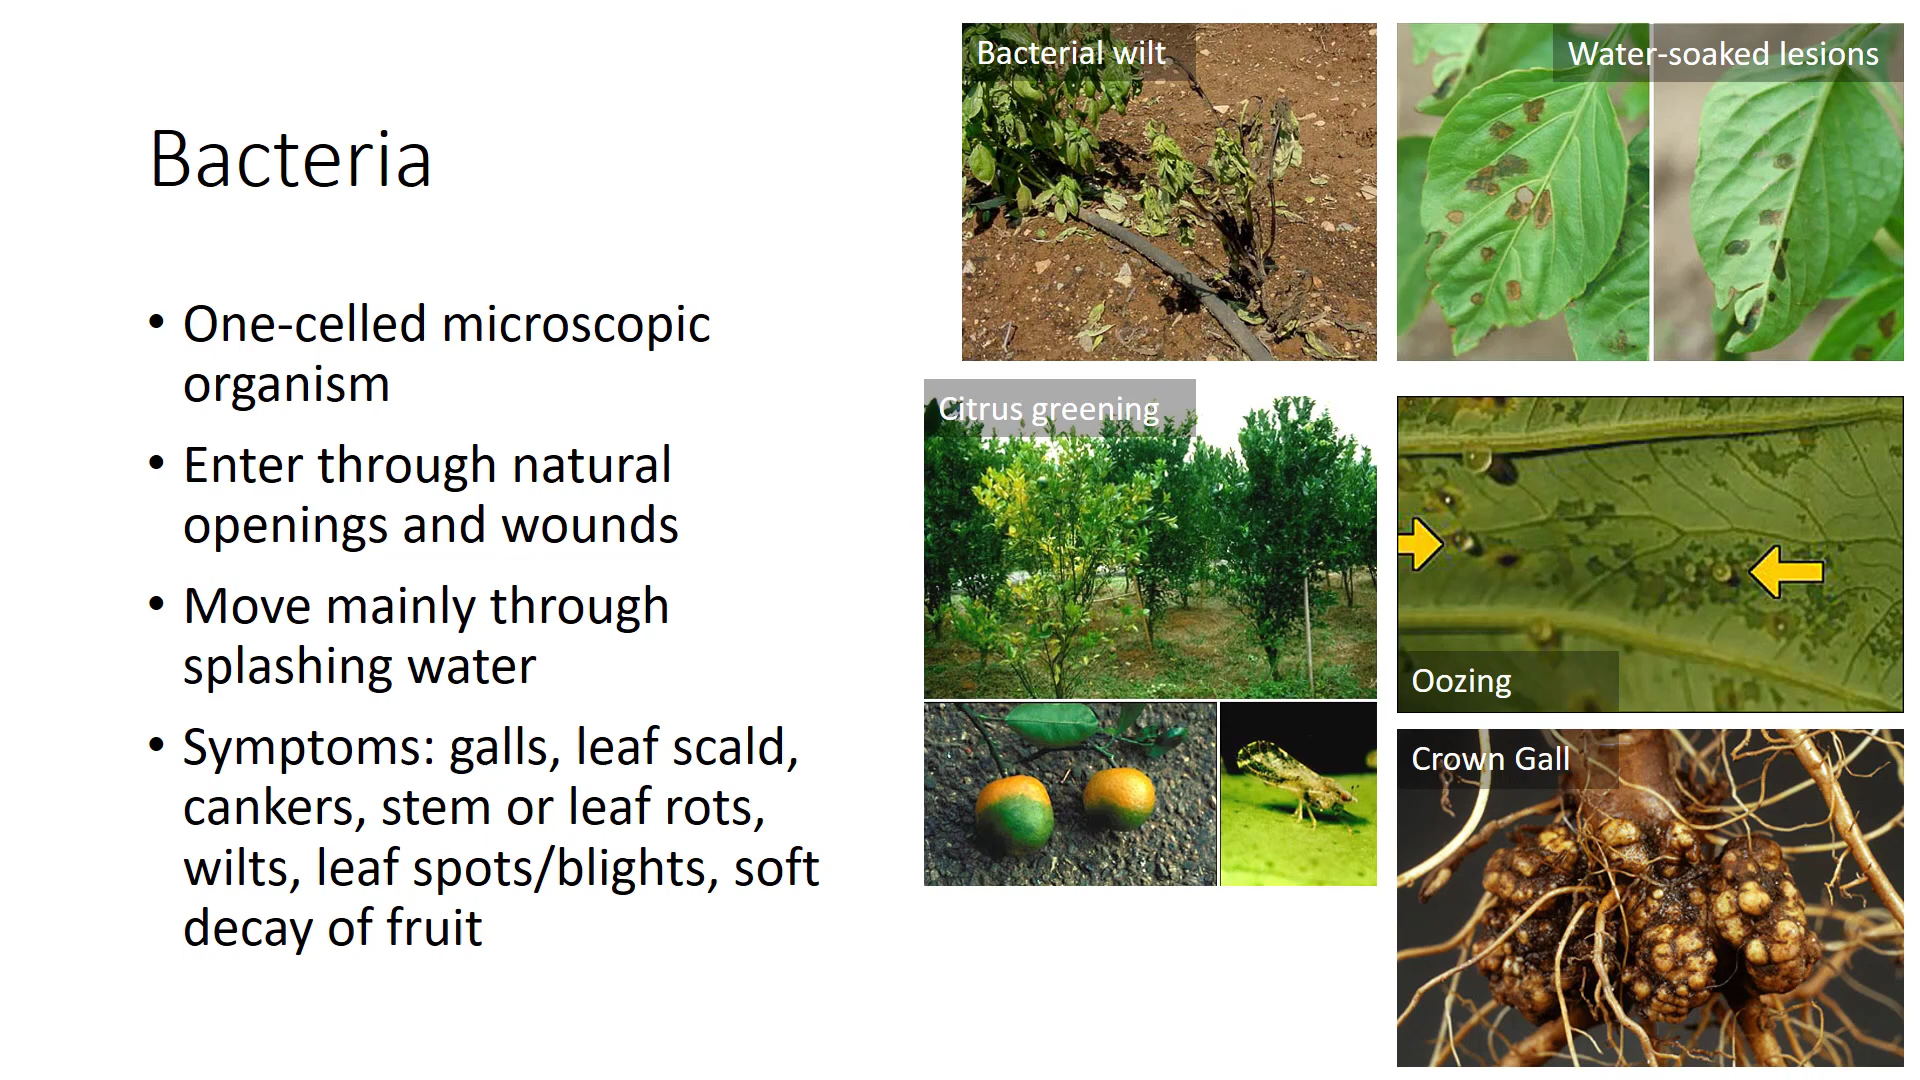 Bacteria
• One-celled microscopic
organism
• Enter through natural
openings and wounds
• Move mainly through
splashing water
• Symptoms: galls, leaf scald,
cankers, stem or leaf rots,
wilts, leaf spots/blights, soft
decay of fruit
Bacterial wilt
Water-soaked lesions
Citrus greening
Oozing
Crown Gall